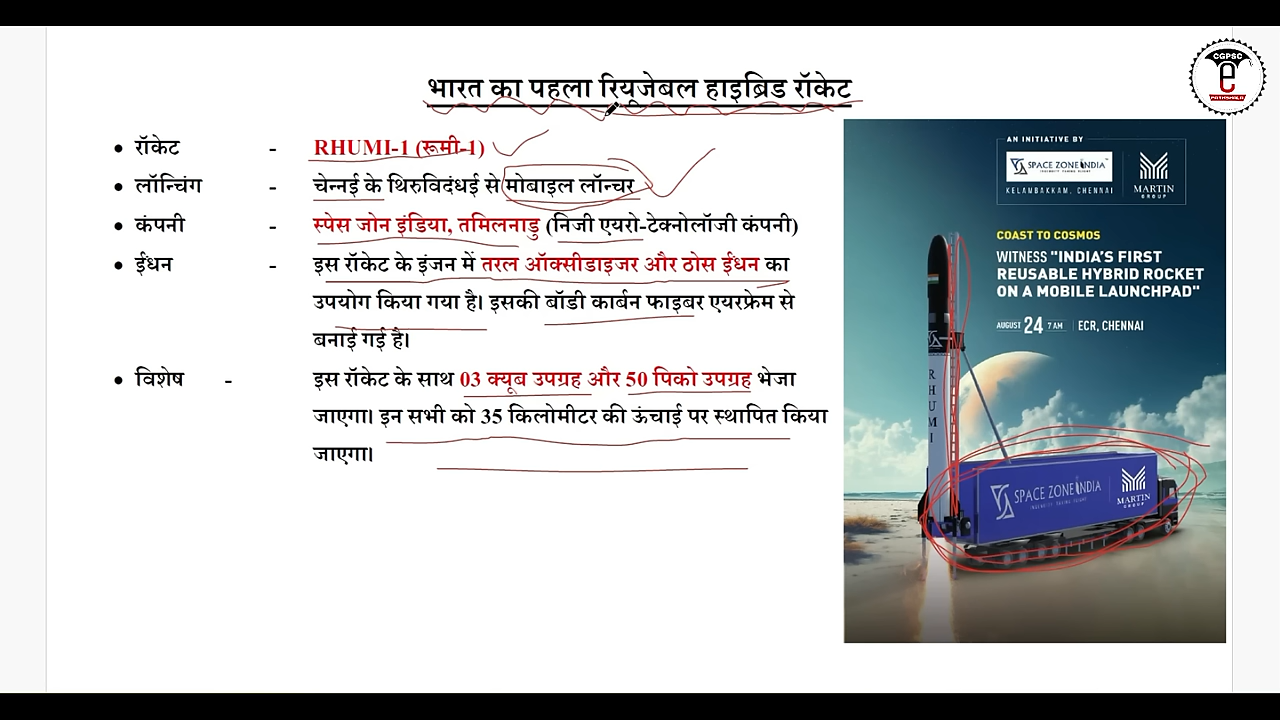 भारत का पहला रियूजेबल हाइब्रिड रॉकेट
• रॉकेट - RHUMI-1 (रूमी-1)
• लॉन्चिंग - चेन्नई के थिरुविदंधई से मोबाइल लॉन्चर
• कंपनी - स्पेस जोन इंडिया, तमिलनाडु (निजी एयरो-टेक्नोलॉजी कंपनी)
• ईंधन - इस रॉकेट के इंजन में तरल ऑक्सीडाइजर और ठोस ईंधन का
उपयोग किया गया है। इसकी बॉडी कार्बन फाइबर एयरफ्रेम से
बनाई गई है।
• विशेष - इस रॉकेट के साथ 03 क्यूब उपग्रह और 50 पिको उपग्रह भेजा
जाएगा। इन सभी को 35 किलोमीटर की ऊंचाई पर स्थापित किया
जाएगा।
CGPSC
e
PATHSHALA
AN INITIATIVE BY
SPACE ZONE INDIA
KELAMBAKKAM, CHENNAI
MARTIN
GROUP
COAST TO COSMOS
WITNESS "INDIA'S FIRST
REUSABLE HYBRID ROCKET
ON A MOBILE LAUNCHPAD"
AUGUST 24 7 AM | ECR, CHENNAI
RHUMI
SPACE ZONE INDIA
MARTIN
GROUP